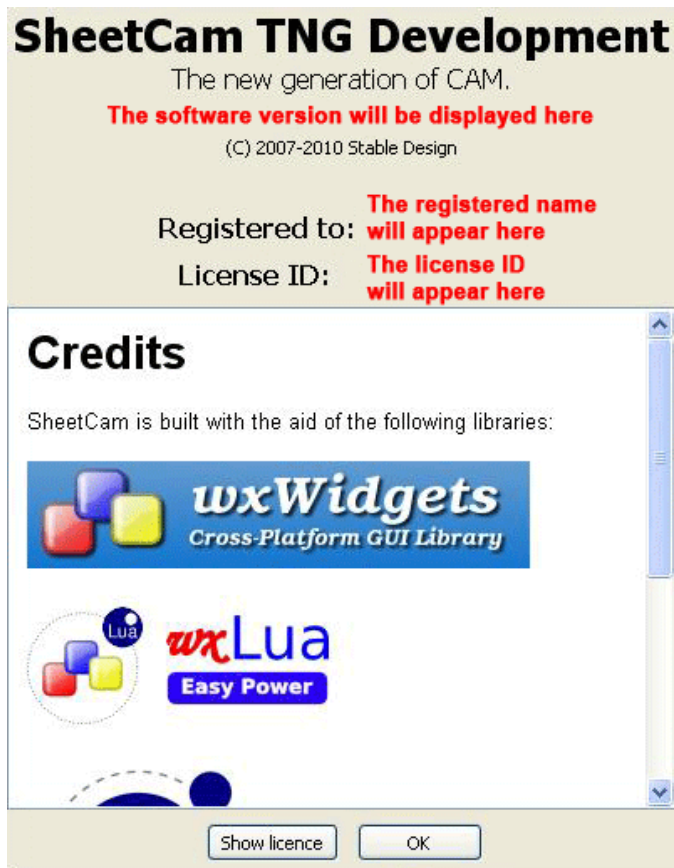 SheetCam TNG Development
The new generation of CAM.
The software version will be displayed here
(C) 2007-2010 Stable Design
Registered to: The registered name
will appear here
License ID: The license ID
will appear here
Credits
SheetCam is built with the aid of the following libraries:
wxWidgets
Cross-Platform GUI Library
Lua
wxLua
Easy Power
Show licence
OK